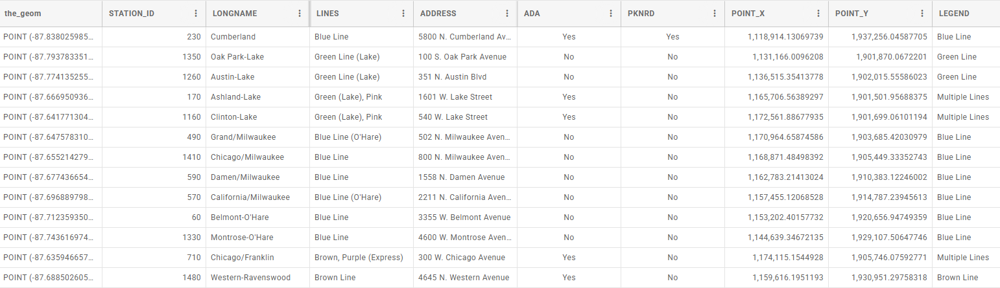 the_geom STATION_ID LONGNAME LINES ADDRESS ADA PKNRD POINT_X POINT_Y LEGEND
POINT (-87.838025985... 230 Cumberland Blue Line 5800 N. Cumberland Av... Yes Yes 1,118,914.13069739 1,937,256.04587705 Blue Line
POINT (-87.793783351... 1350 Oak Park-Lake Green Line (Lake) 100 S. Oak Park Avenue No No 1,131,166.0096208 1,901,870.0672201 Green Line
POINT (-87.774135255... 1260 Austin-Lake Green Line (Lake) 351 N. Austin Blvd No No 1,136,515.35413778 1,902,015.55586023 Green Line
POINT (-87.666950936... 170 Ashland-Lake Green (Lake), Pink 1601 W. Lake Street Yes No 1,165,706.56389297 1,901,501.95688375 Multiple Lines
POINT (-87.641771304... 1160 Clinton-Lake Green (Lake), Pink 540 W. Lake Street Yes No 1,172,561.88677935 1,901,699.06101194 Multiple Lines
POINT (-87.647578310... 490 Grand/Milwaukee Blue Line (O'Hare) 502 N. Milwaukee Aven... No No 1,170,964.65874586 1,903,685.42030979 Blue Line
POINT (-87.655214279... 1410 Chicago/Milwaukee Blue Line 800 N. Milwaukee Aven... No No 1,168,871.48498392 1,905,449.33352743 Blue Line
POINT (-87.677436654... 590 Damen/Milwaukee Blue Line 1558 N. Damen Avenue No No 1,162,783.21413024 1,910,383.12246002 Blue Line
POINT (-87.696889798... 570 California/Milwaukee Blue Line (O'Hare) 2211 N. California Aven... No No 1,157,455.12068528 1,914,787.23945613 Blue Line
POINT (-87.712359350... 60 Belmont-O'Hare Blue Line 3355 W. Belmont Avenue No No 1,153,202.40157732 1,920,656.94749359 Blue Line
POINT (-87.743616974... 1330 Montrose-O'Hare Blue Line 4600 W. Montrose Aven... No No 1,144,639.34672135 1,929,107.50647746 Blue Line
POINT (-87.635946657... 710 Chicago/Franklin Brown, Purple (Express) 300 W. Chicago Avenue Yes No 1,174,115.1544928 1,905,746.07592771 Multiple Lines
POINT (-87.688502605... 1480 Western-Ravenswood Brown Line 4645 N. Western Avenue Yes No 1,159,616.1951193 1,930,951.29758318 Brown Line